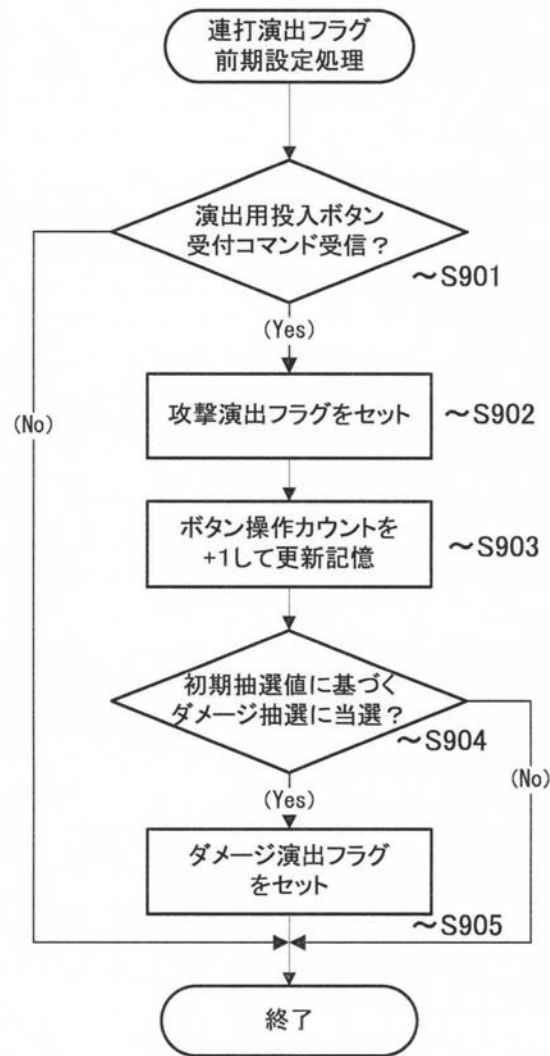 連打演出フラグ
前期設定処理
演出用投入ボタン
受付コマンド受信?
～S901
(Yes)
(No)
攻撃演出フラグをセット
～S902
ボタン操作カウントを
+1して更新記憶
～S903
初期抽選値に基づく
ダメージ抽選に当選?
～S904
(Yes)
(No)
ダメージ演出フラグ
をセット
～S905
終了